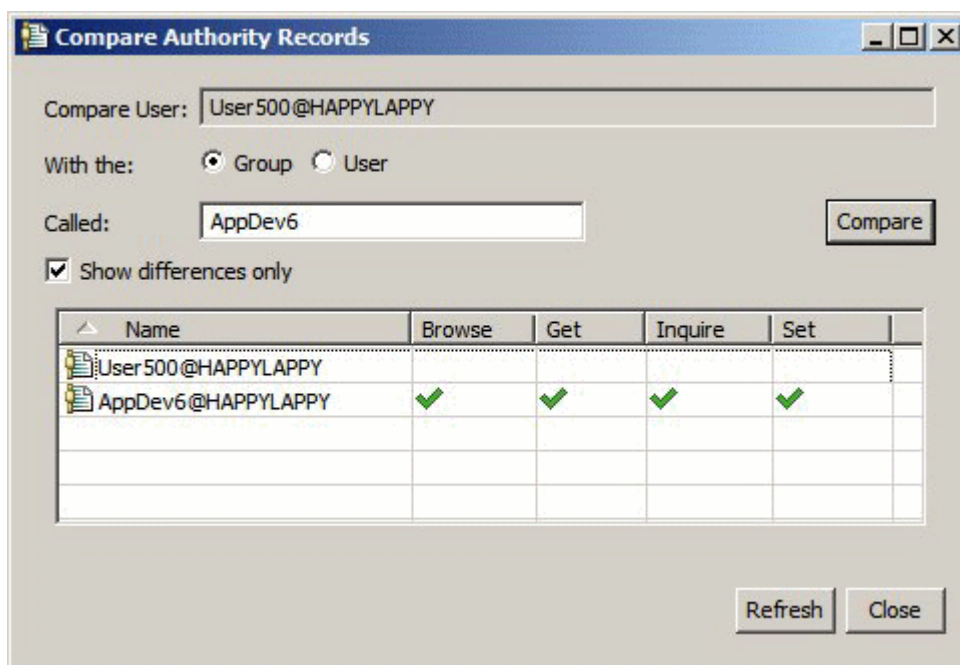 Compare Authority Records
Compare User: User500@HAPPYLAPPY
With the: Group User
Called: AppDev6 Compare
Show differences only
Name Browse Get Inquire Set
User500@HAPPYLAPPY
AppDev6@HAPPYLAPPY
Refresh Close